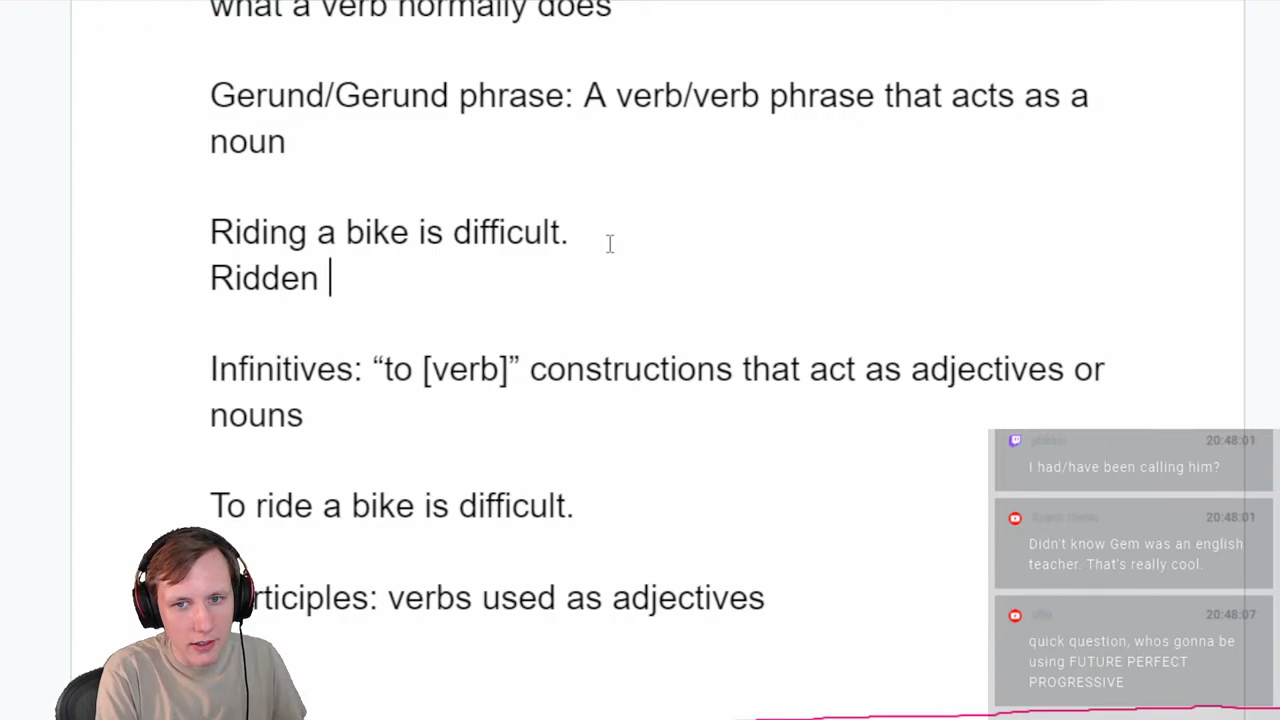 what a verb normally does
Gerund/Gerund phrase: A verb/verb phrase that acts as a
noun
Riding a bike is difficult.
Ridden
Infinitives: “to [verb]” constructions that act as adjectives or
nouns
To ride a bike is difficult.
rticiples: verbs used as adjectives
20:48:01
I had/have been calling him?
20:48:01
Didn't know Gem was an english
teacher. That's really cool.
20:48:07
quick question, whos gonna be
using FUTURE PERFECT
PROGRESSIVE